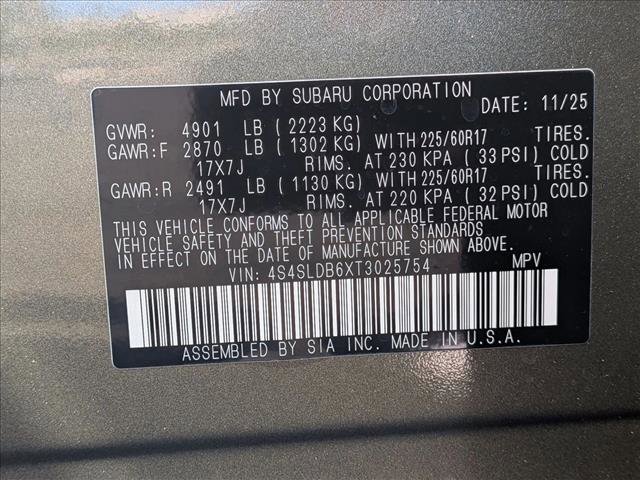 MFD BY SUBARU CORPORATION DATE: 11/25
GVWR: 4901 LB (2223 KG)
GAWR:F 2870 LB (1302 KG) WITH 225/60R17 TIRES.
17X7J RIMS. AT 230 KPA (33 PSI) COLD
GAWR:R 2491 LB (1130 KG) WITH 225/60R17 TIRES.
17X7J RIMS. AT 220 KPA (32 PSI) COLD
THIS VEHICLE CONFORMS TO ALL APPLICABLE FEDERAL MOTOR
VEHICLE SAFETY AND THEFT PREVENTION STANDARDS
IN EFFECT ON THE DATE OF MANUFACTURE SHOWN ABOVE.
VIN: 4S4SLDB6XT3025754 MPV
ASSEMBLED BY SIA INC. MADE IN U.S.A.